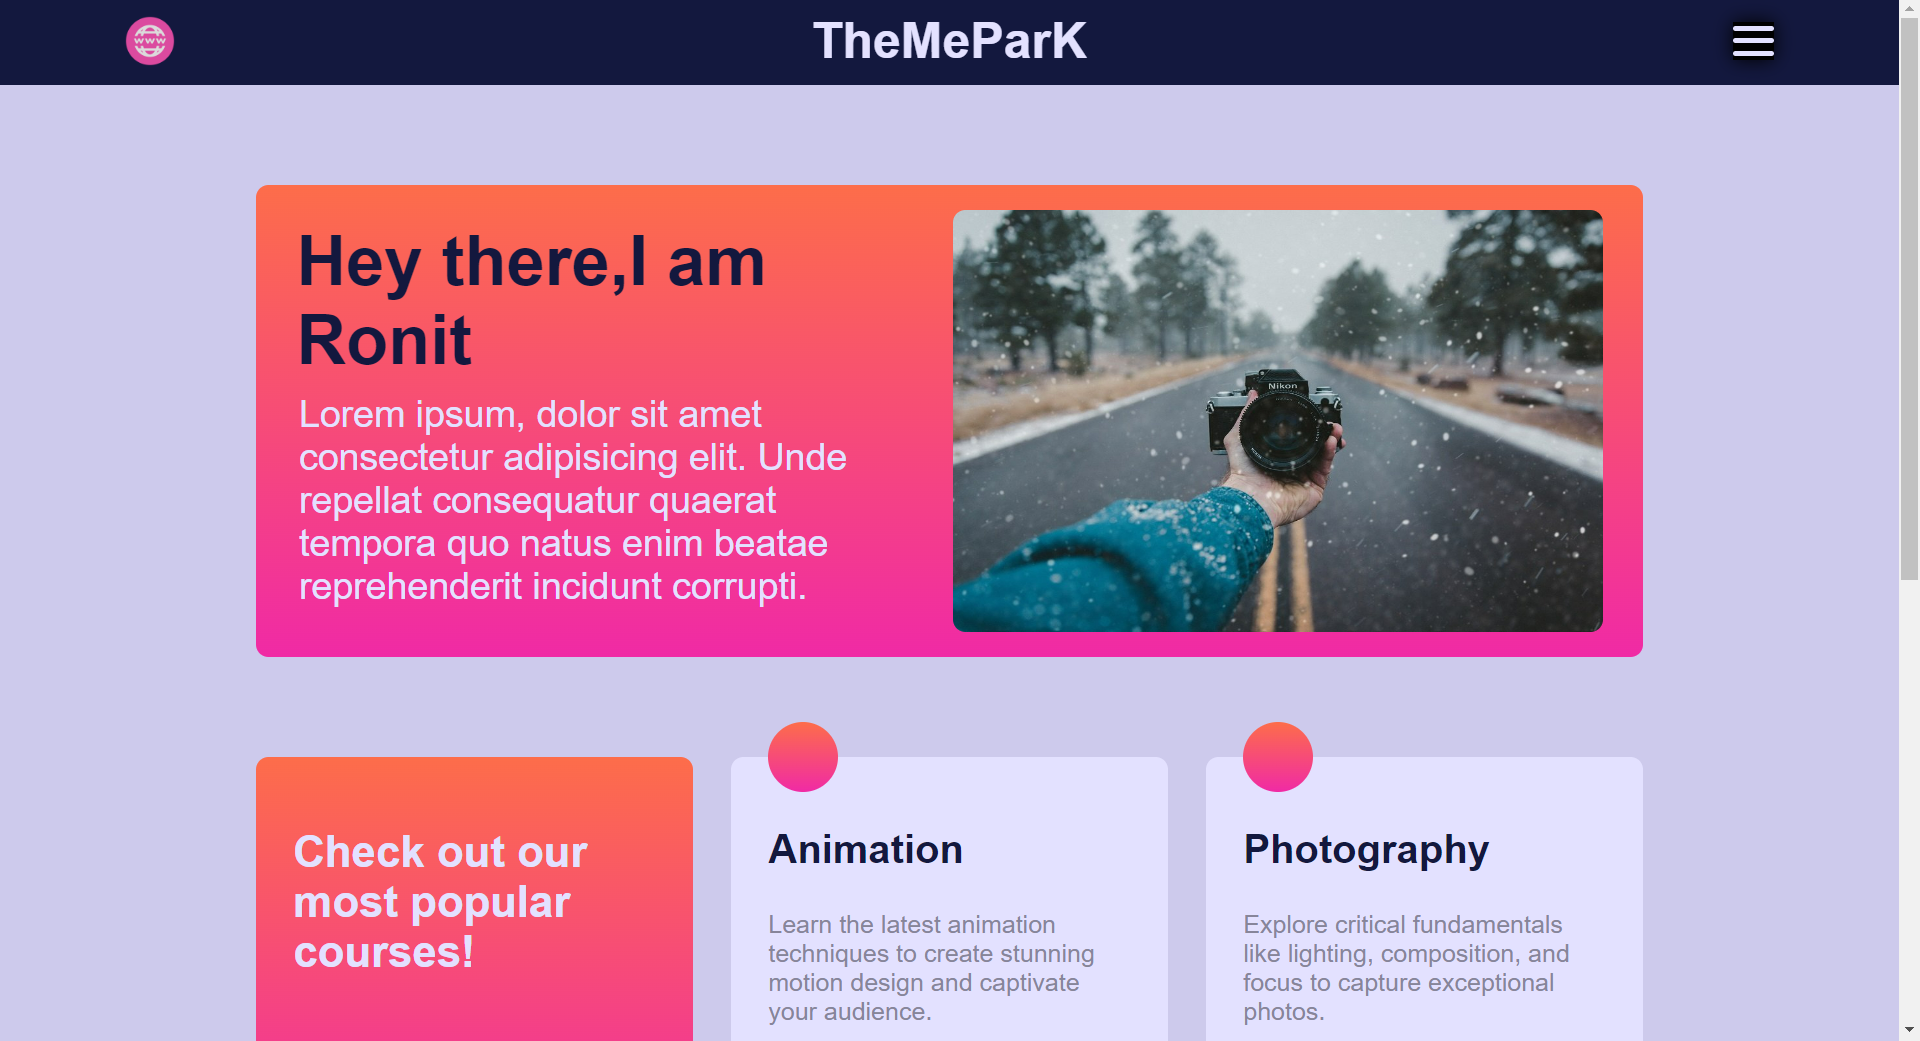 WWW
TheMeParK
Hey there,I am
Ronit
Lorem ipsum, dolor sit amet
consectetur adipisicing elit. Unde
repellat consequatur quaerat
tempora quo natus enim beatae
reprehenderit incidunt corrupti.
Nikon
Check out our
most popular
courses!
Animation
Learn the latest animation
techniques to create stunning
motion design and captivate
your audience.
Photography
Explore critical fundamentals
like lighting, composition, and
focus to capture exceptional
photos.